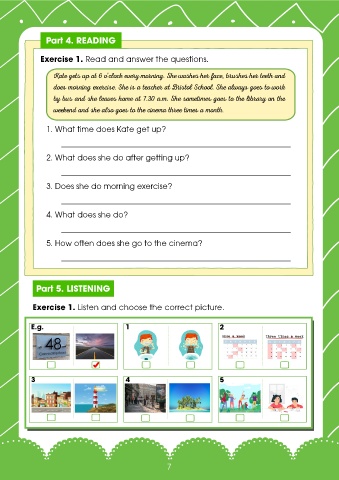 Part 4. READING
Exercise 1. Read and answer the questions.
Kate gets up at 6 o'clock every morning. She washes her face, brushes her teeth and
does morning exercise. She is a teacher at Bristol School. She always goes to work
by bus and she leaves home at 7.30 a.m. She sometimes goes to the library on the
weekend and she also goes to the cinema three times a month.
1. What time does Kate get up?
2. What does she do after getting up?
3. Does she do morning exercise?
4. What does she do?
5. How often does she go to the cinema?
Part 5. LISTENING
Exercise 1. Listen and choose the correct picture.
E.g.
48
1
2
once a week
three times a week
3
4
5
7